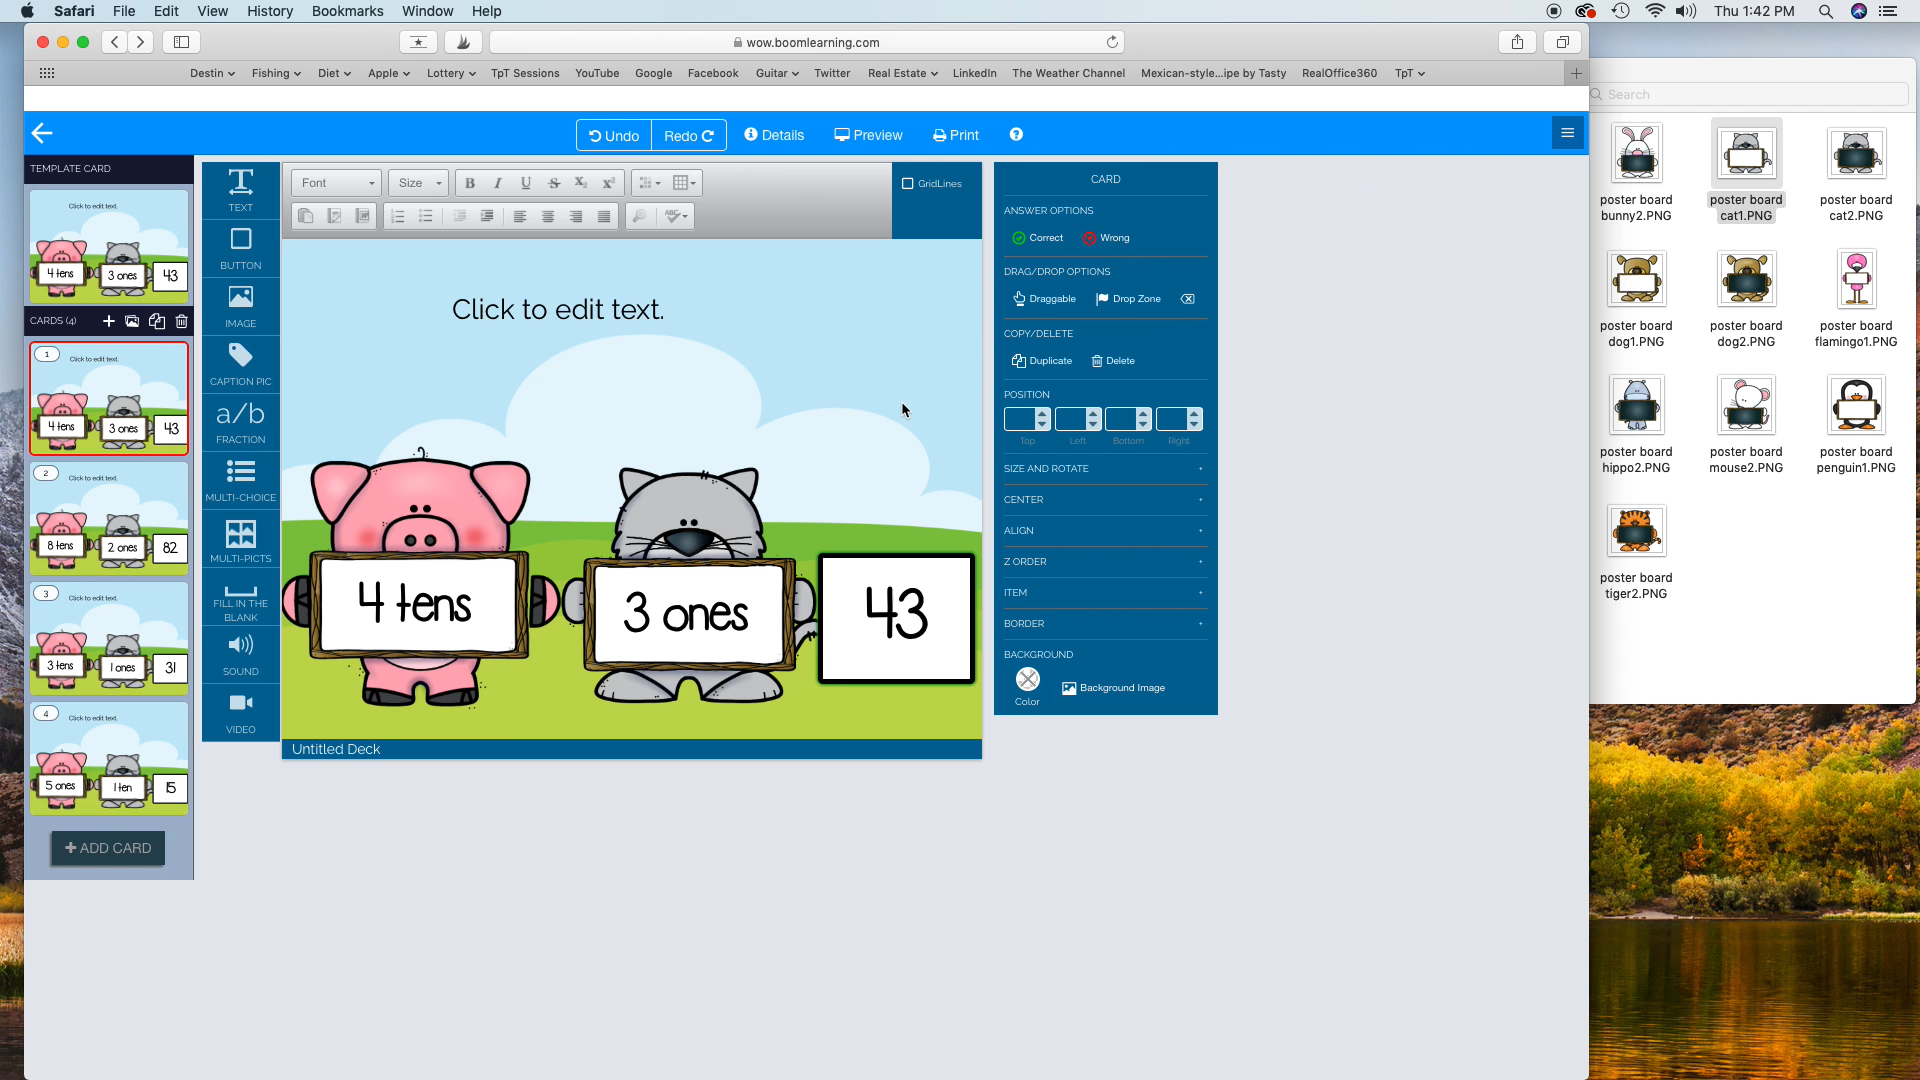 Safari File Edit View History Bookmarks Window Help Thu 1:42 PM
wow.boomlearning.com
Destin Fishing Diet Apple Lottery TpT Sessions YouTube Google Facebook Guitar Twitter Real Estate LinkedIn The Weather Channel Mexican-style...ipe by Tasty RealOffice360 TpT
Search
Undo Redo Details Preview Print
TEMPLATE CARD
Click to edit text.
4 tens 3 ones 43
CARDS (4)
1 Click to edit text.
4 tens 3 ones 43
2 Click to edit text.
8 tens 2 ones 82
3 Click to edit text.
3 tens 1 ones 31
4 Click to edit text.
5 ones 1 ten 15
+ ADD CARD
TEXT
BUTTON
IMAGE
CAPTION PIC
a/b
FRACTION
MULTI-CHOICE
MULTI-PICTS
FILL IN THE
BLANK
SOUND
VIDEO
Font Size B I U S X₂ X² GridLines
Click to edit text.
4 tens 3 ones 43
Untitled Deck
CARD
ANSWER OPTIONS
Correct Wrong
DRAG/DROP OPTIONS
Draggable Drop Zone
COPY/DELETE
Duplicate Delete
POSITION
Top Left Bottom Right
SIZE AND ROTATE +
CENTER +
ALIGN +
Z ORDER +
ITEM +
BORDER +
BACKGROUND
Color Background Image
poster board
bunny2.PNG
poster board
cat1.PNG
poster board
cat2.PNG
poster board
dog1.PNG
poster board
dog2.PNG
poster board
flamingo1.PNG
poster board
hippo2.PNG
poster board
mouse2.PNG
poster board
penguin1.PNG
poster board
tiger2.PNG